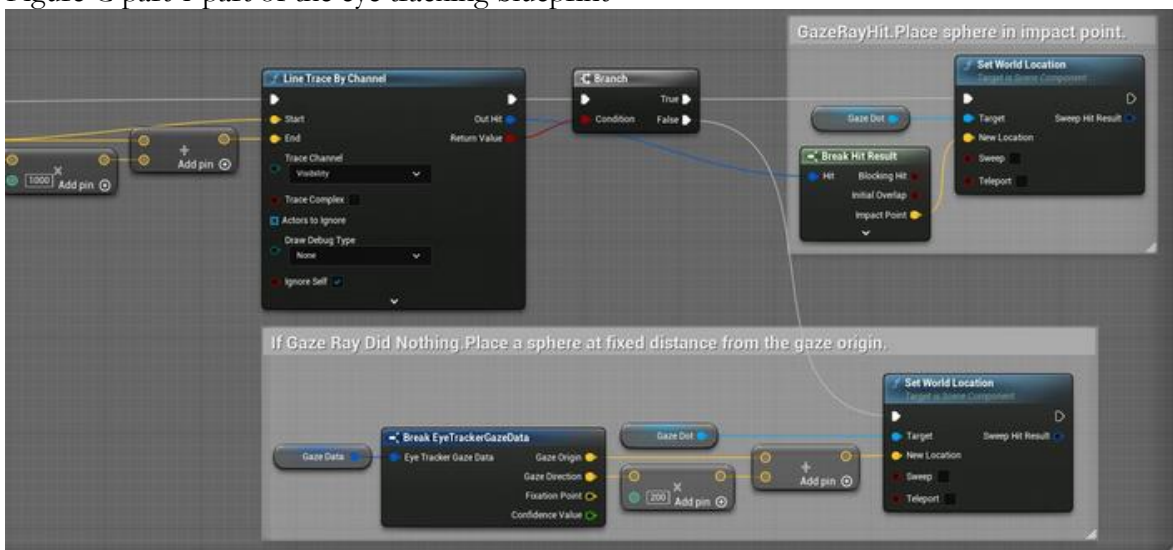 Figure C part 1 part of the eye tracking blueprint
GazeRayHit.Place sphere in impact point.
Line Trace By Channel
Start
End
Out Hit
Return Value
Trace Channel
Visibility
Trace Complex
Actors to Ignore
Draw Debug Type
None
Ignore Self
Branch
Condition
True
False
Set World Location
Target is Scene Component
Target
New Location
Sweep
Teleport
Sweep Hit Result
Gaze Dot
Break Hit Result
Hit
Blocking Hit
Initial Overlap
Impact Point
+
Add pin
1000
x
Add pin
If Gaze Ray Did Nothing.Place a sphere at fixed distance from the gaze origin.
Gaze Data
Break EyeTrackerGazeData
Eye Tracker Gaze Data
Gaze Origin
Gaze Direction
Fixation Point
Confidence Value
Gaze Dot
200
x
Add pin
+
Add pin
Set World Location
Target is Scene Component
Target
New Location
Sweep
Teleport
Sweep Hit Result